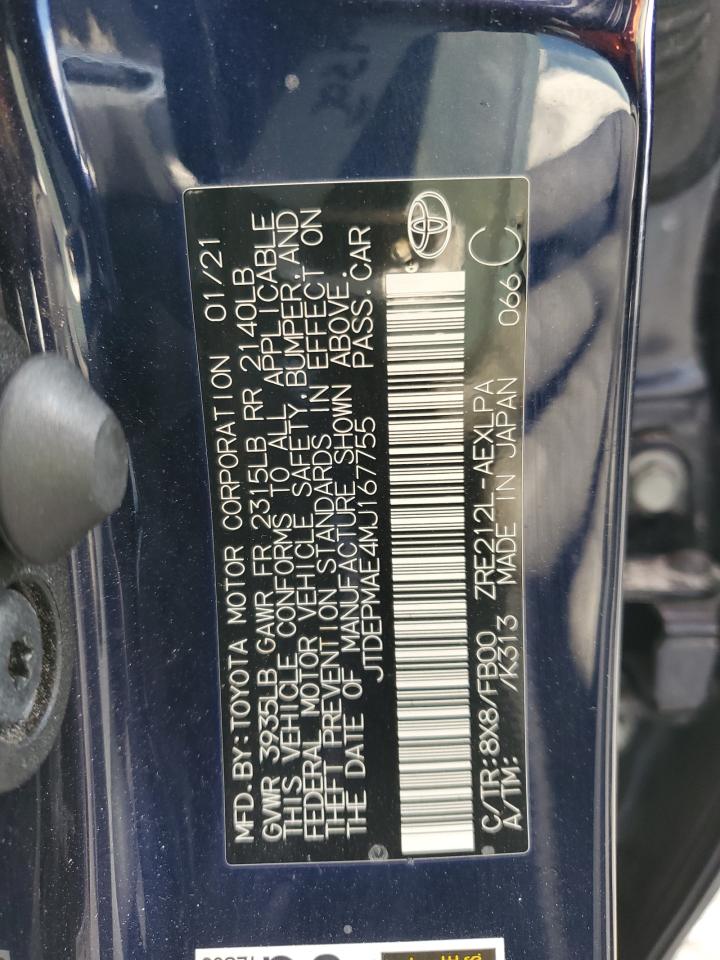 MFD.BY:TOYOTA MOTOR CORPORATION 01/21
GVWR 3935LB GAWR FR 2315LB RR 2140LB
THIS VEHICLE CONFORMS TO ALL APPLICABLE
FEDERAL MOTOR VEHICLE SAFETY,BUMPER,AND
THEFT PREVENTION STANDARDS IN EFFECT ON
THE DATE OF MANUFACTURE SHOWN ABOVE.
JTDEPMAE4MJ167755 PASS.CAR
C/TR:8X8/FB00 ZRE212L-AEXLPA 066 C
A/TM: /K313 MADE IN JAPAN